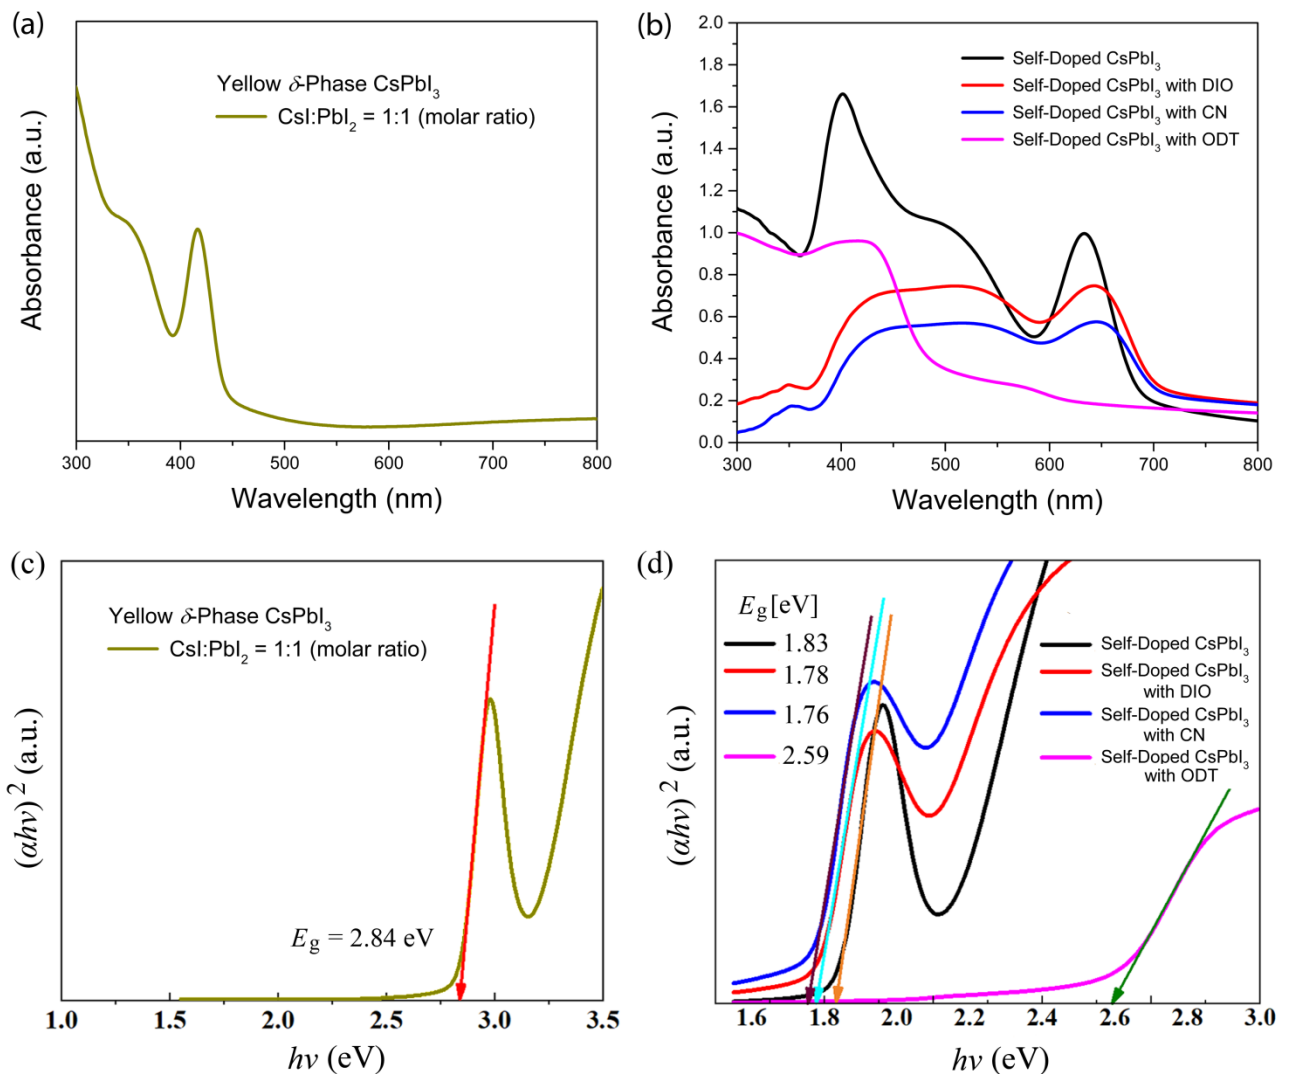 (a)
Yellow δ-Phase CsPbI₃
CsI:PbI₂ = 1:1 (molar ratio)
Absorbance (a.u.)
300 400 500 600 700 800
Wavelength (nm)
(b)
2.0
1.8
1.6
1.4
1.2
1.0
0.8
0.6
0.4
0.2
0.0
Self-Doped CsPbI₃
Self-Doped CsPbI₃ with DIO
Self-Doped CsPbI₃ with CN
Self-Doped CsPbI₃ with ODT
Absorbance (a.u.)
300 400 500 600 700 800
Wavelength (nm)
(c)
Yellow δ-Phase CsPbI₃
CsI:PbI₂ = 1:1 (molar ratio)
Eg = 2.84 eV
(αhν)² (a.u.)
1.0 1.5 2.0 2.5 3.0 3.5
hν (eV)
(d)
Eg[eV]
1.83
1.78
1.76
2.59
Self-Doped CsPbI₃
Self-Doped CsPbI₃
with DIO
Self-Doped CsPbI₃
with CN
Self-Doped CsPbI₃
with ODT
(αhν)² (a.u.)
1.6 1.8 2.0 2.2 2.6 2.8 3.0
hν (eV)